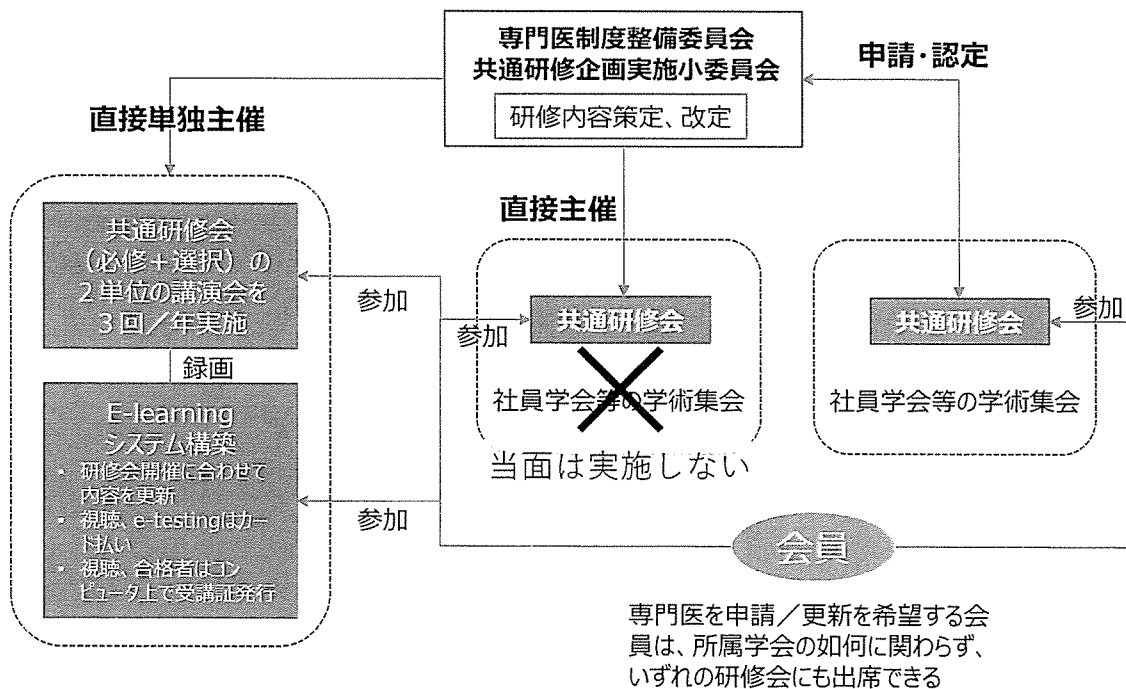 専門医制度整備委員会
共通研修企画実施小委員会
研修内容策定、改定
申請・認定
直接単独主催
直接主催
共通研修会
（必修＋選択）の
２単位の講演会を
３回／年実施
録画
E-learning
システム構築
・ 研修会開催に合わせて
内容を更新
・ 視聴、e-testingはカー
ド払い
・ 視聴、合格者はコン
ピュータ上で受講証発行
参加
参加
参加
共通研修会
社員学会等の学術集会
当面は実施しない
共通研修会
参加
社員学会等の学術集会
会員
専門医を申請／更新を希望する会
員は、所属学会の如何に関わらず、
いずれの研修会にも出席できる